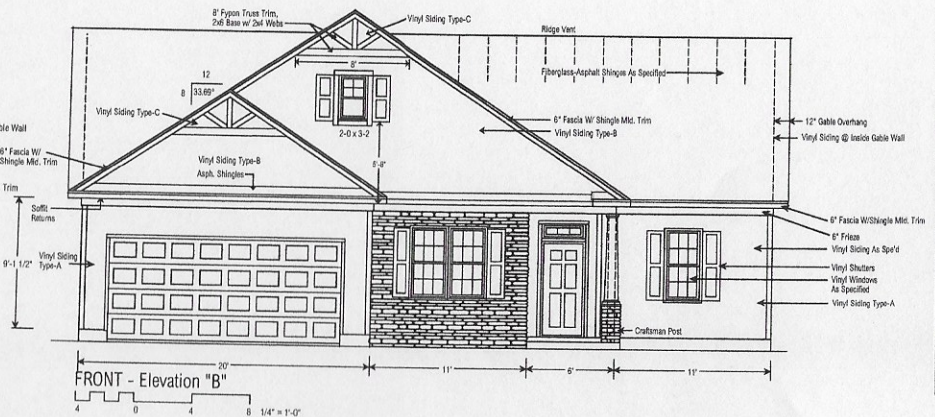 8" Fypon Truss Trim,
2x6 Base w/ 2x4 Webs
Vinyl Siding Type-C
Ridge Vent
8'
Fiberglass-Asphalt Shinges As Specified
12
8
33.69°
Vinyl Siding Type-C
2-0 x 3-2
6" Fascia W/ Shingle Mld. Trim
Vinyl Siding Type-B
12" Gable Overhang
Vinyl Siding @ Inside Gable Wall
ble Wall
6" Fascia W/
Shingle Mld. Trim
Vinyl Siding Type-B
Asph. Shingles
Trim
Soffit
Returns
6" Fascia W/Shingle Mld. Trim
6" Frieze
Vinyl Siding As Spe'd
Vinyl Siding
Type-A
9'-1 1/2"
Vinyl Shutters
Vinyl Windows
As Specified
Vinyl Siding Type-A
Craftsman Post
20'
11'
6'
11'
FRONT - Elevation "B"
4 0 4 8 1/4" = 1'-0"